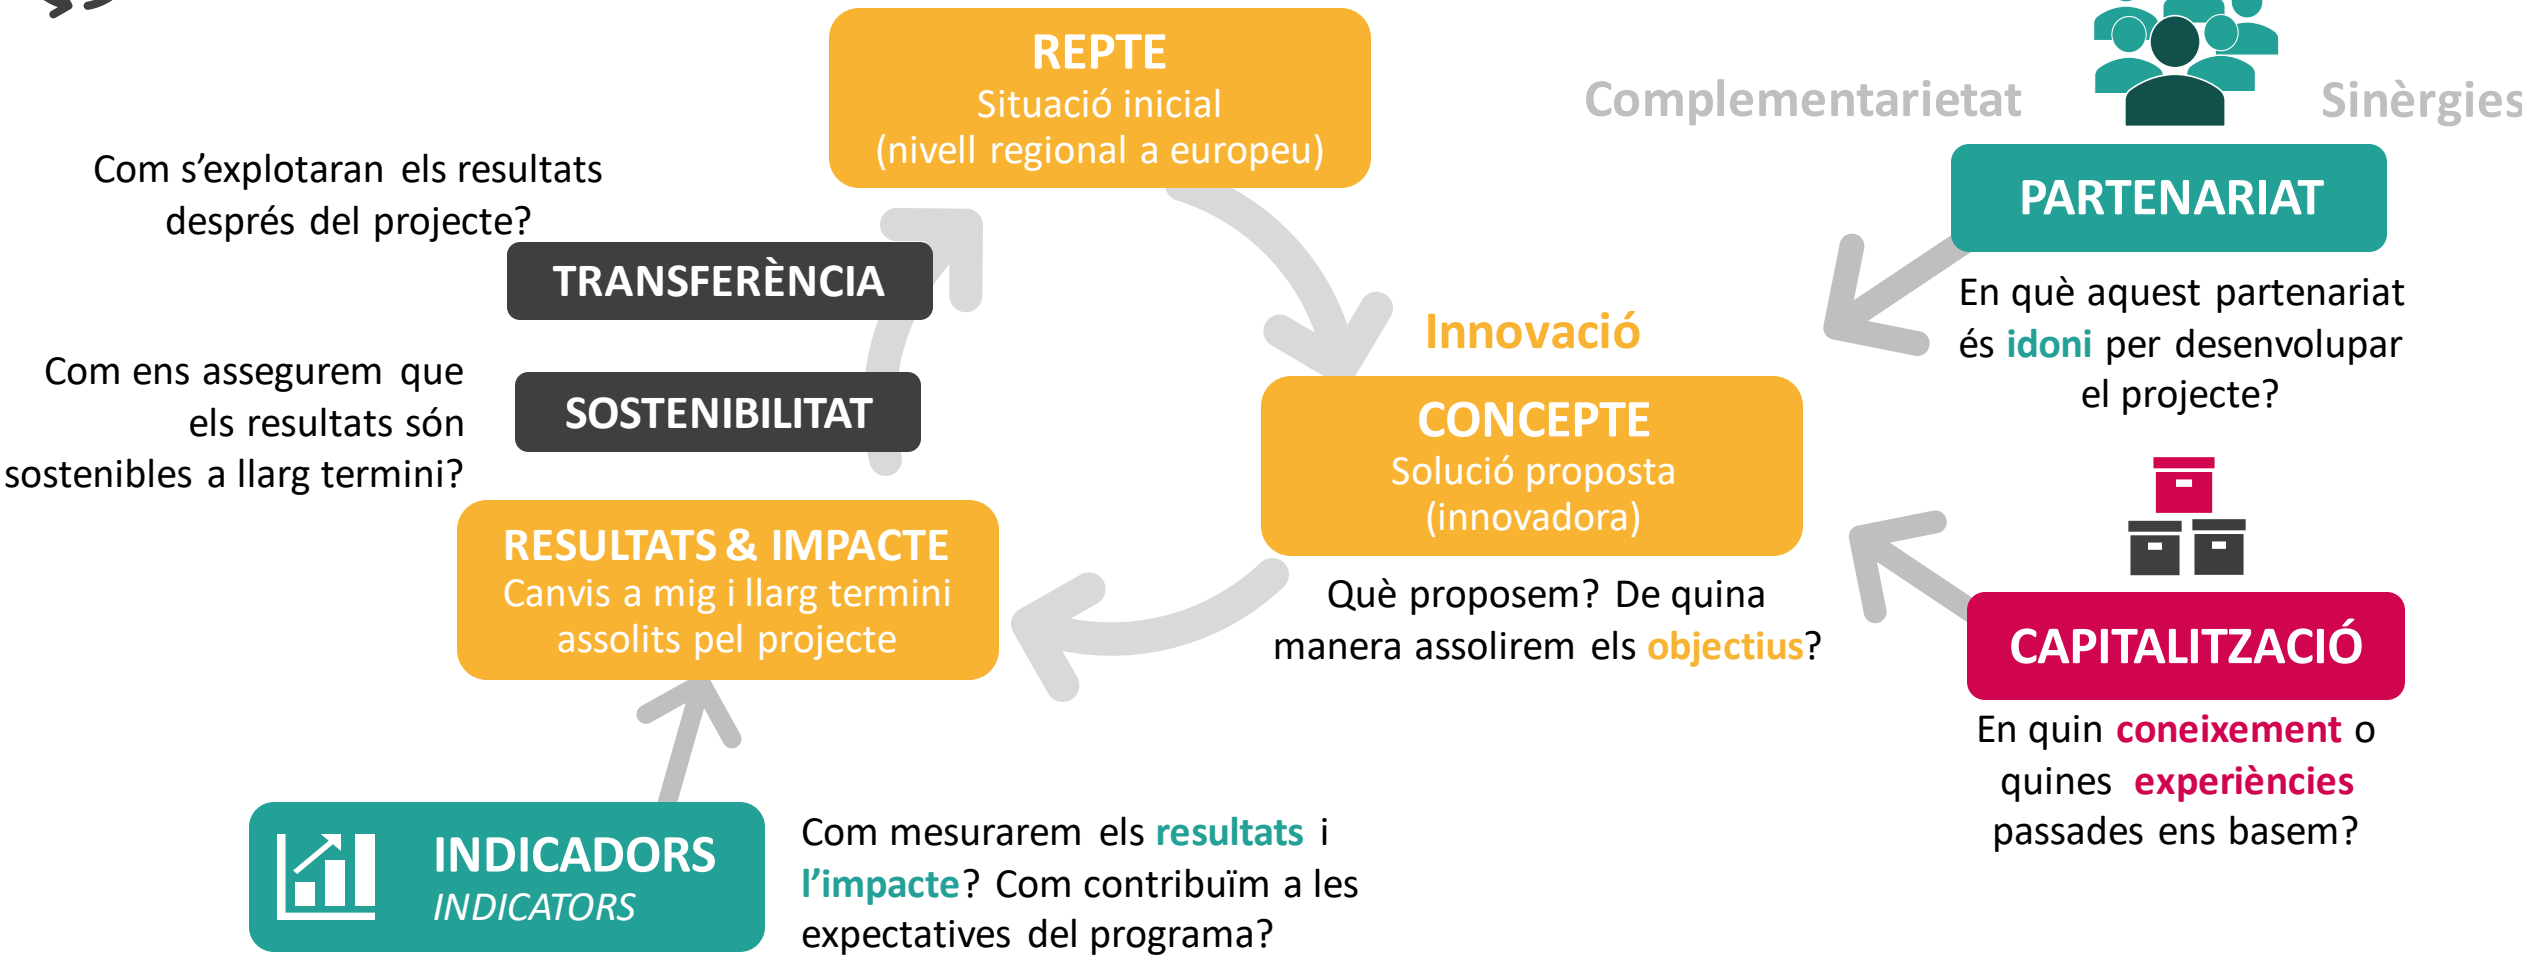 REPTE
Situació inicial
(nivell regional a europeu)
Complementarietat
Sinèrgies
Com s’explotaran els resultats
després del projecte?
TRANSFERÈNCIA
PARTENARIAT
En què aquest partenariat
és idoni per desenvolupar
el projecte?
Innovació
Com ens assegurem que
els resultats són
sostenibles a llarg termini?
SOSTENIBILITAT
CONCEPTE
Solució proposta
(innovadora)
Què proposem? De quina
manera assolirem els objectius?
RESULTATS & IMPACTE
Canvis a mig i llarg termini
assolits pel projecte
CAPITALITZACIÓ
En quin coneixement o
quines experiències
passades ens basem?
INDICADORS
INDICATORS
Com mesurarem els resultats i
l’impacte? Com contribuïm a les
expectatives del programa?